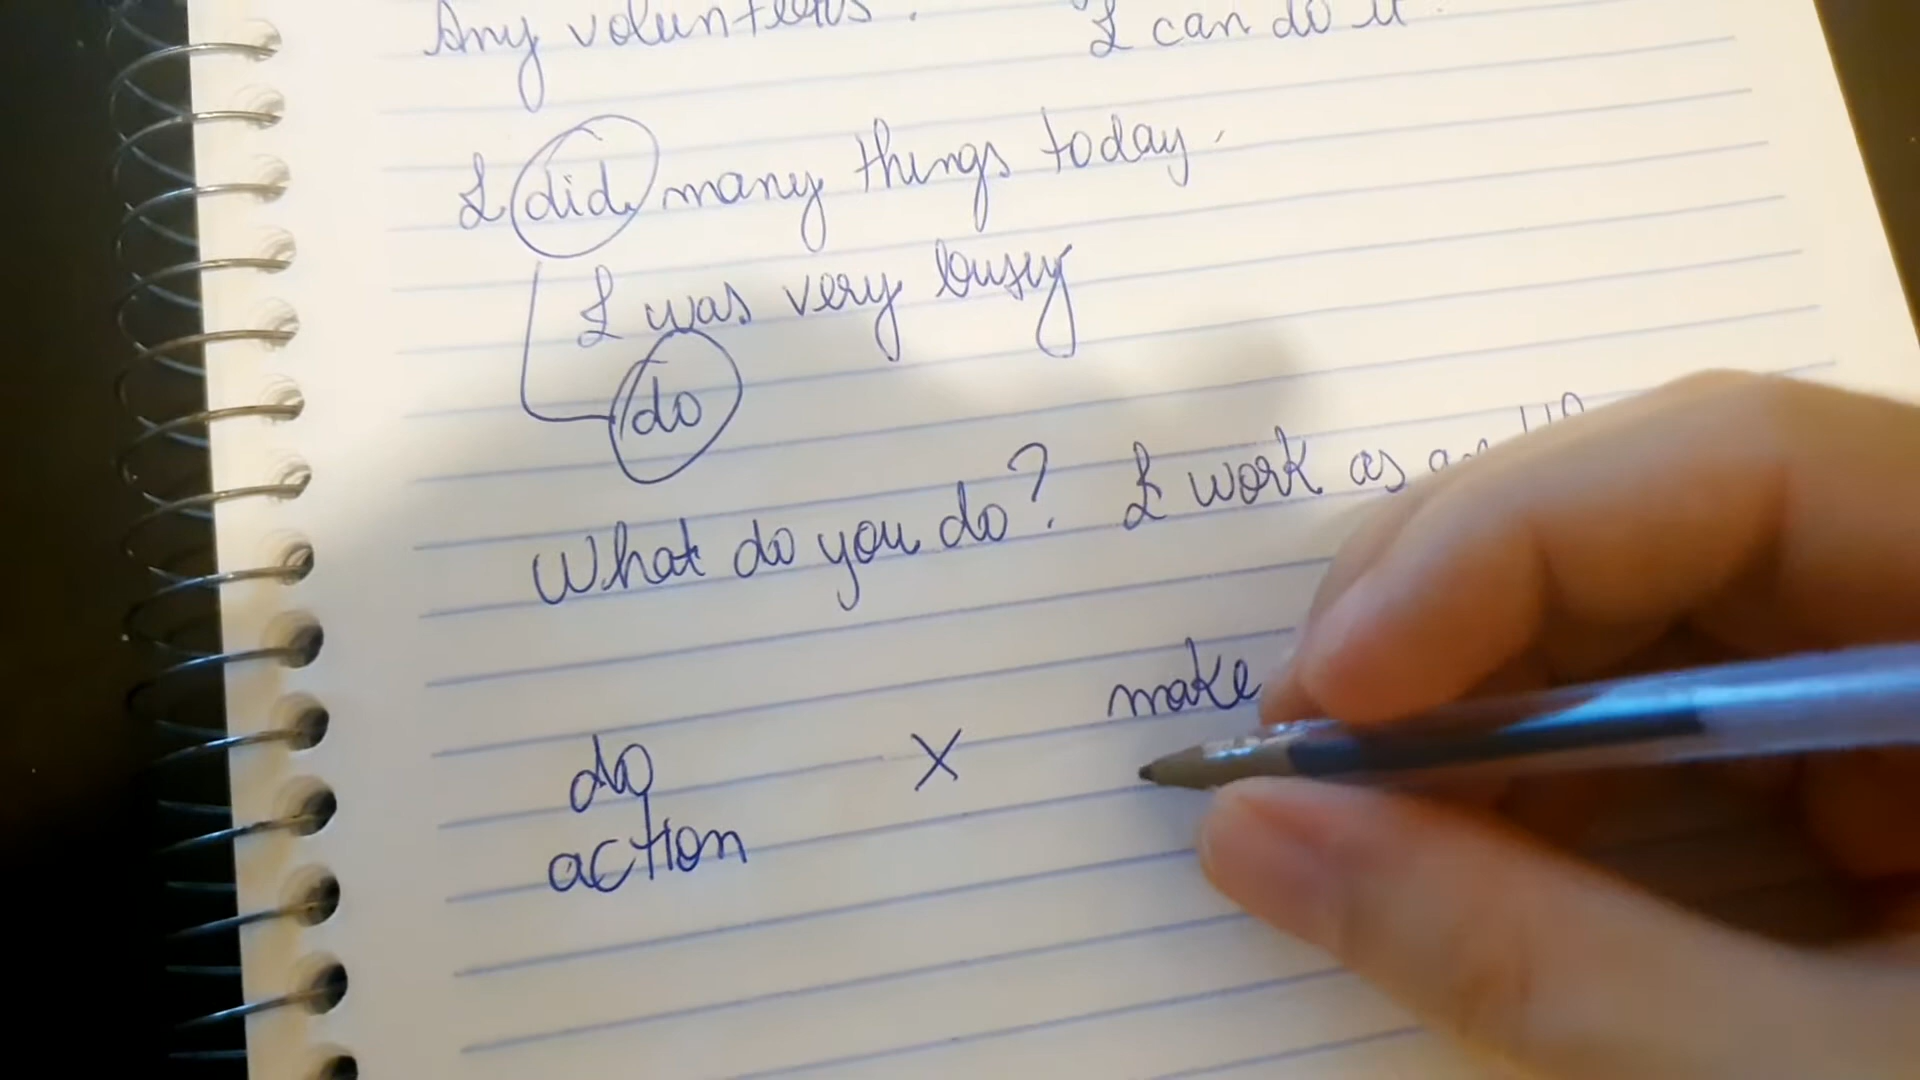 Any volunteers. I can do it
I did many things today.
I was very busy
do
What do you do? I work as
make
do X
action